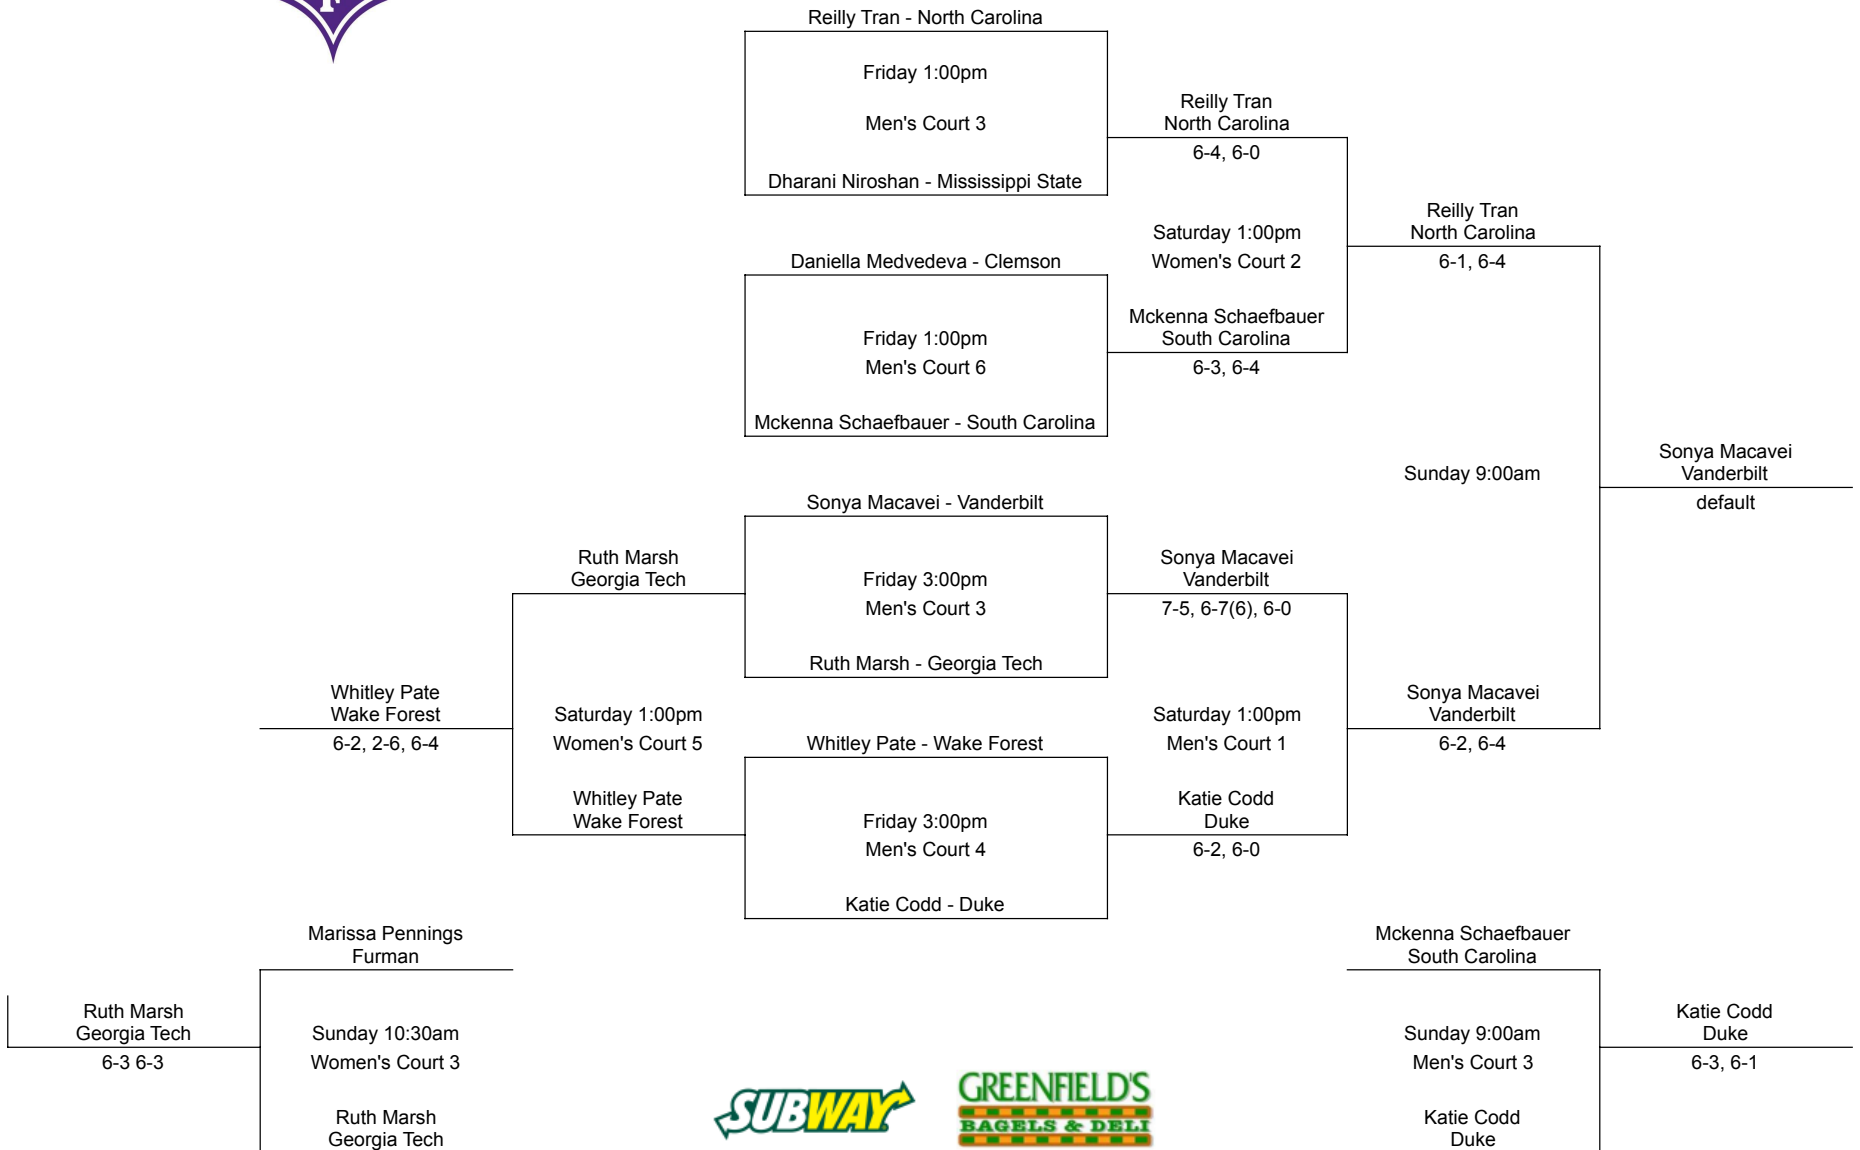 F
Reilly Tran - North Carolina
Friday 1:00pm
Men's Court 3
Dharani Niroshan - Mississippi State
Reilly Tran
North Carolina
6-4, 6-0
Daniella Medvedeva - Clemson
Friday 1:00pm
Men's Court 6
Mckenna Schaefbauer - South Carolina
Saturday 1:00pm
Women's Court 2
Mckenna Schaefbauer
South Carolina
6-3, 6-4
Reilly Tran
North Carolina
6-1, 6-4
Sunday 9:00am
Sonya Macavei
Vanderbilt
default
Sonya Macavei - Vanderbilt
Friday 3:00pm
Men's Court 3
Ruth Marsh - Georgia Tech
Ruth Marsh
Georgia Tech
Sonya Macavei
Vanderbilt
7-5, 6-7(6), 6-0
Whitley Pate
Wake Forest
6-2, 2-6, 6-4
Saturday 1:00pm
Women's Court 5
Whitley Pate
Wake Forest
Whitley Pate - Wake Forest
Friday 3:00pm
Men's Court 4
Katie Codd - Duke
Saturday 1:00pm
Men's Court 1
Katie Codd
Duke
6-2, 6-0
Sonya Macavei
Vanderbilt
6-2, 6-4
Marissa Pennings
Furman
Ruth Marsh
Georgia Tech
6-3 6-3
Sunday 10:30am
Women's Court 3
Ruth Marsh
Georgia Tech
SUBWAY
GREENFIELD'S
BAGELS & DELI
Mckenna Schaefbauer
South Carolina
Sunday 9:00am
Men's Court 3
Katie Codd
Duke
Katie Codd
Duke
6-3, 6-1